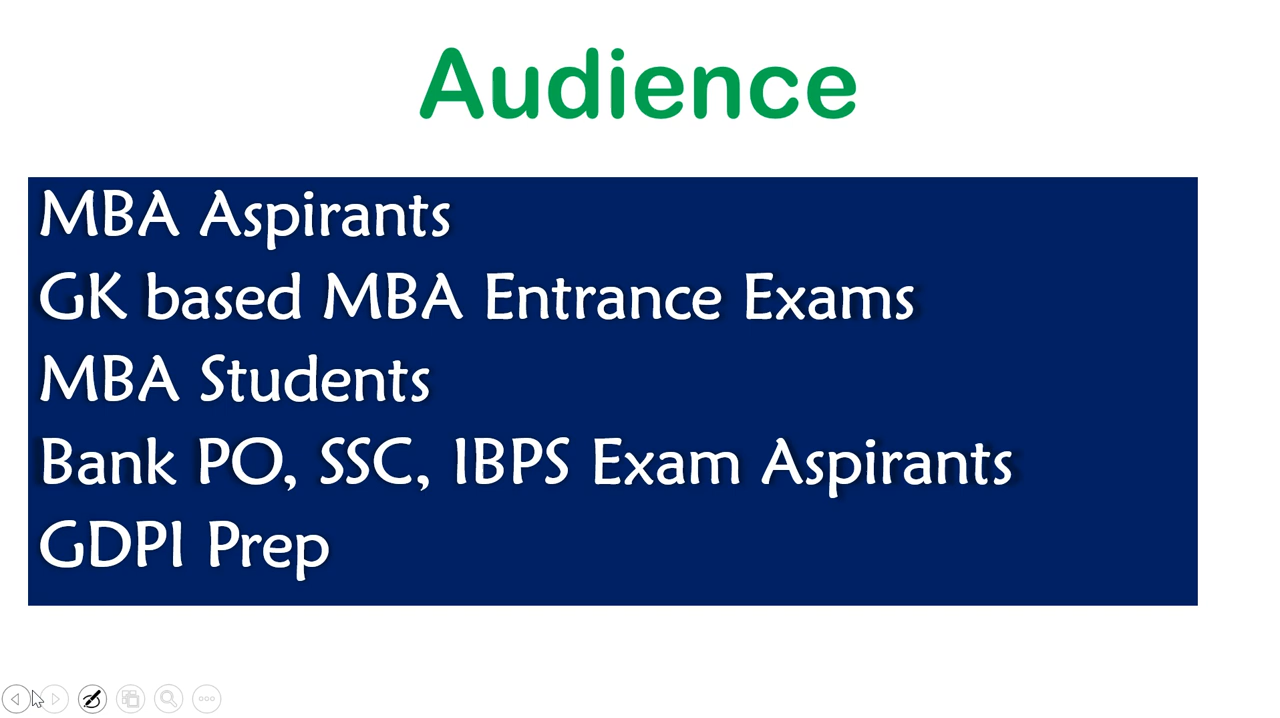 Audience
MBA Aspirants
GK based MBA Entrance Exams
MBA Students
Bank PO, SSC, IBPS Exam Aspirants
GDPI Prep